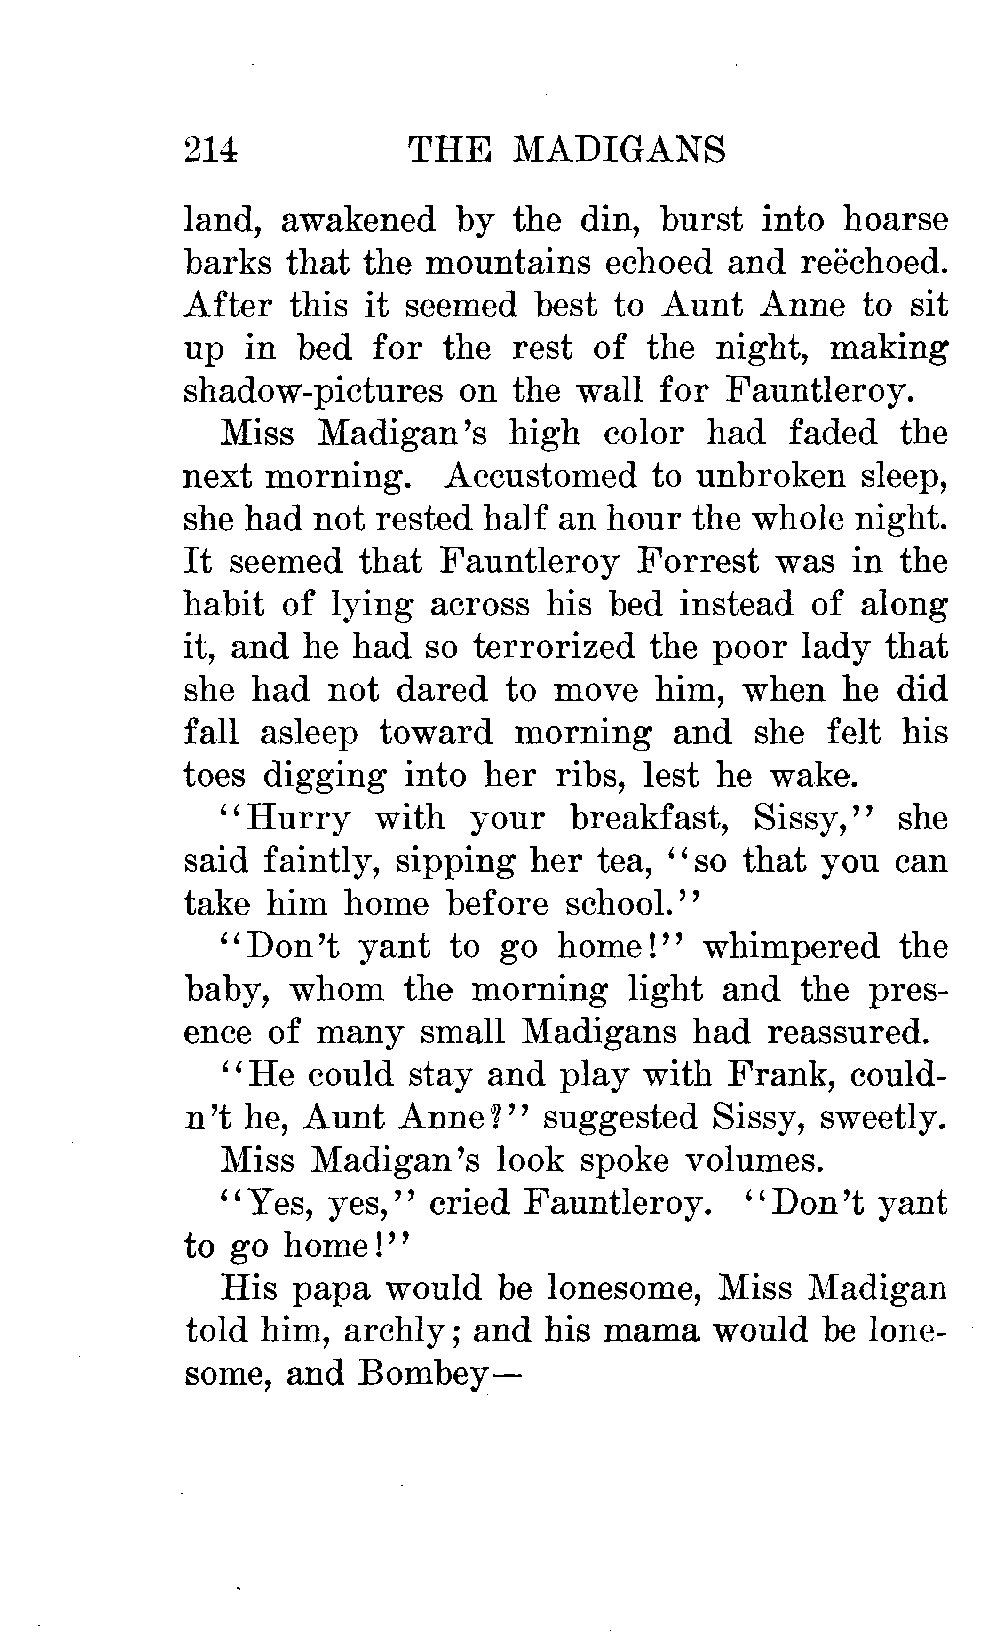 214 THE MADIGANS
land, awakened by the din, burst into hoarse
barks that the mountains echoed and reëchoed.
After this it seemed best to Aunt Anne to sit
up in bed for the rest of the night, making
shadow-pictures on the wall for Fauntleroy.
Miss Madigan's high color had faded the
next morning. Accustomed to unbroken sleep,
she had not rested half an hour the whole night.
It seemed that Fauntleroy Forrest was in the
habit of lying across his bed instead of along
it, and he had so terrorized the poor lady that
she had not dared to move him, when he did
fall asleep toward morning and she felt his
toes digging into her ribs, lest he wake.
"Hurry with your breakfast, Sissy," she
said faintly, sipping her tea, "so that you can
take him home before school."
"Don't yant to go home!" whimpered the
baby, whom the morning light and the pres-
ence of many small Madigans had reassured.
"He could stay and play with Frank, could-
n't he, Aunt Anne?" suggested Sissy, sweetly.
Miss Madigan's look spoke volumes.
"Yes, yes," cried Fauntleroy. "Don't yant
to go home!"
His papa would be lonesome, Miss Madigan
told him, archly; and his mama would be lone-
some, and Bombey—